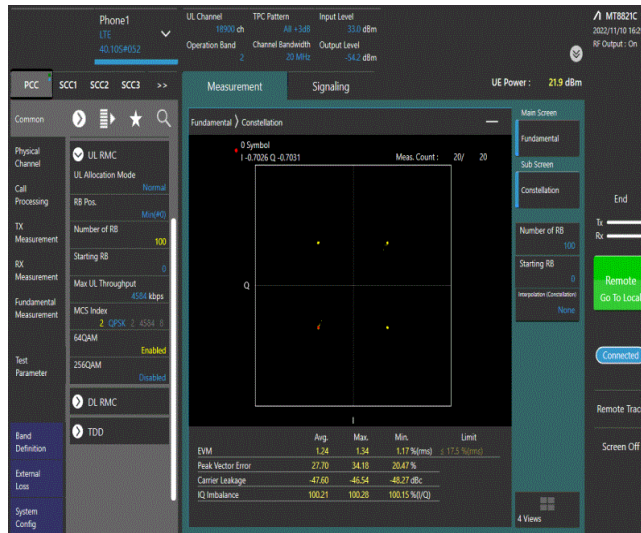 Phone1
LTE
40.10S#052
UL Channel
18900 ch
TPC Pattern
All +3dB
Input Level
33.0 dBm
Operation Band
2
Channel Bandwidth
20 MHz
Output Level
-54.2 dBm
MT8821C
2022/11/10 16:2
RF Output : On
PCC
SCC1
SCC2
SCC3
>>
Measurement
Signaling
UE Power : 21.9 dBm
Common
Physical
Channel
Call
Processing
TX
Measurement
RX
Measurement
Fundamental
Measurement
Test
Parameter
Band
Definition
External
Loss
System
Config
UL RMC
UL Allocation Mode
Normal
RB Pos.
Min(#0)
Number of RB
100
Starting RB
0
Max UL Throughput
4584 kbps
MCS Index
2 QPSK 2 4584 8
64QAM
Enabled
256QAM
Disabled
DL RMC
TDD
Fundamental
Constellation
0 Symbol
I -0.7026 Q -0.7031
Meas. Count : 20/ 20
Q
I
Avg. Max. Min. Limit
EVM 1.24 1.34 1.17 %(rms) ± 17.5 %(rms)
Peak Vector Error 27.70 34.18 20.47 %
Carrier Leakage -47.60 -46.54 -48.27 dBc
IQ Imbalance 100.21 100.28 100.15 %(I/Q)
Main Screen
Fundamental
Sub Screen
Constellation
Number of RB
100
Starting RB
0
Interpolation (Constellation)
None
4 Views
End
Tx
Rx
Remote
Go To Local
Connected
Remote Trac
Screen Off